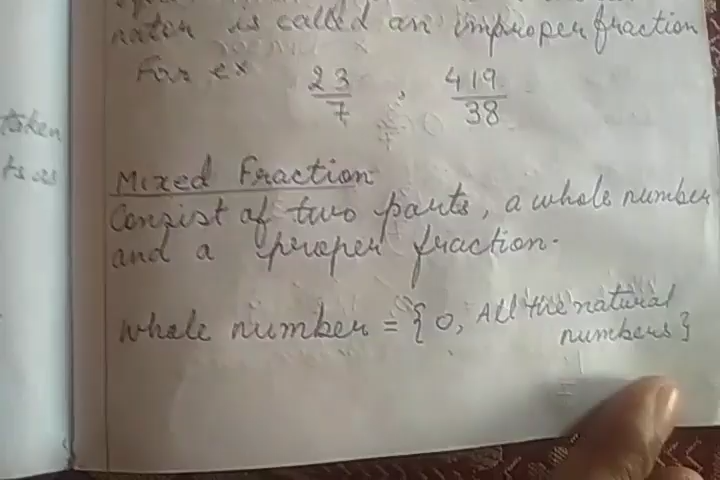 nator is called an improper fraction
For ex 23/7 , 419/38
taken
ts as
Mixed Fraction
Consist of two parts, a whole number
and a proper fraction.
Whole number = {0, All the natural
numbers}